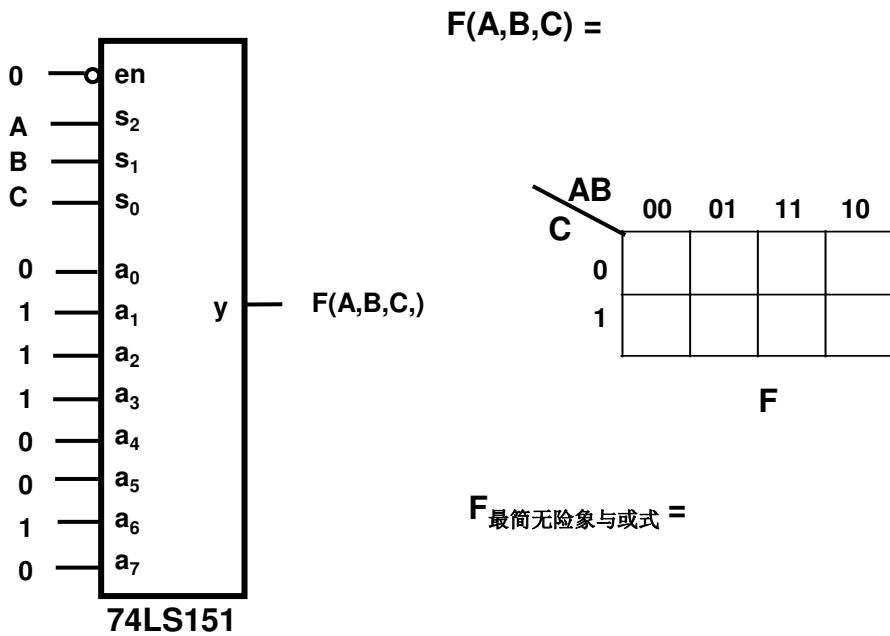 F(A,B,C) =
0 en
A s₂
B s₁
C s₀
0 a₀
1 a₁
1 a₂
1 a₃
0 a₄
0 a₅
1 a₆
0 a₇
y F(A,B,C,)
74LS151
AB
C
00 01 11 10
0
1
F
F最简无险象与或式 =